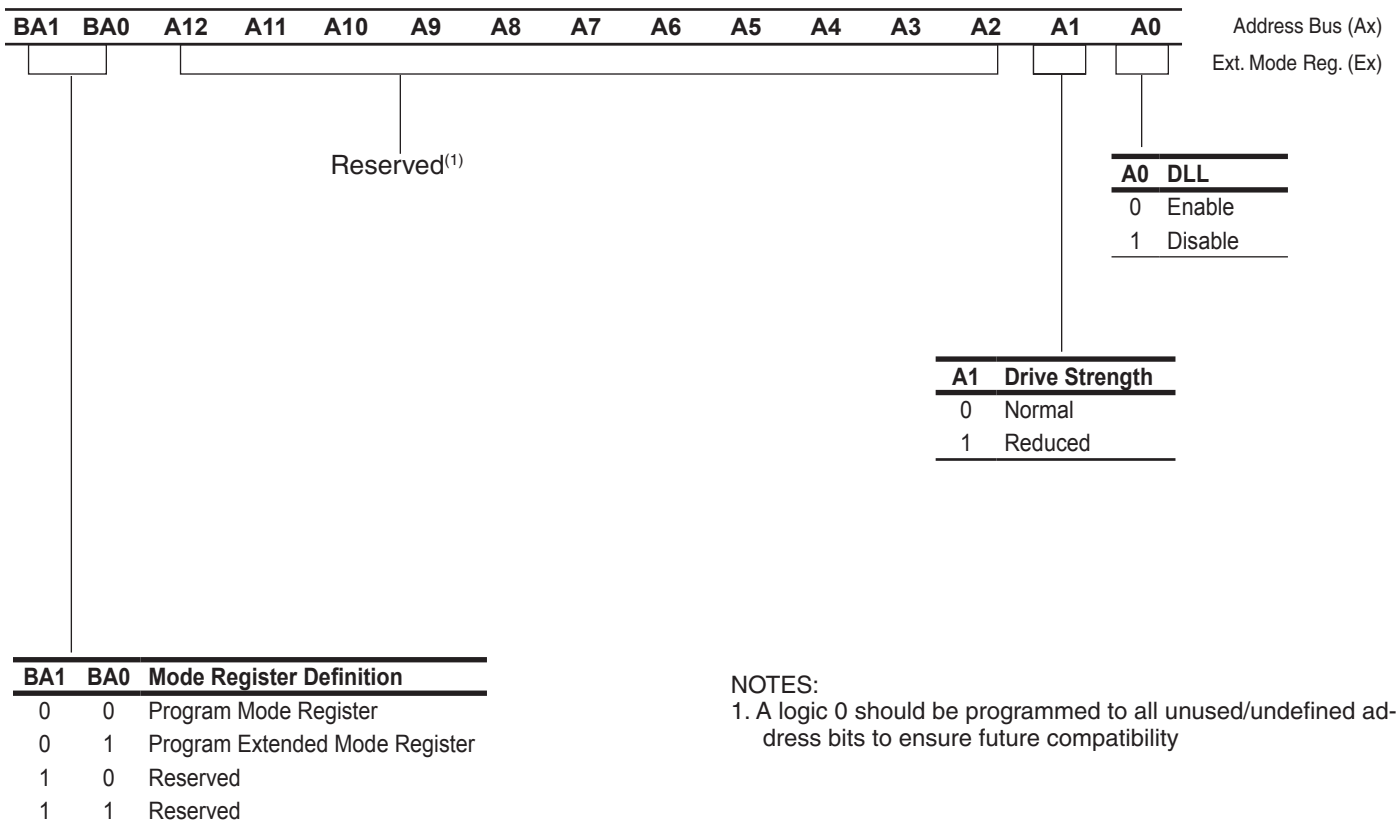 BA1 BA0 A12 A11 A10 A9 A8 A7 A6 A5 A4 A3 A2 A1 A0 Address Bus (Ax)
Ext. Mode Reg. (Ex)
Reserved(1)
A0 DLL
0 Enable
1 Disable
A1 Drive Strength
0 Normal
1 Reduced
BA1 BA0 Mode Register Definition
0 0 Program Mode Register
0 1 Program Extended Mode Register
1 0 Reserved
1 1 Reserved
NOTES:
1. A logic 0 should be programmed to all unused/undefined ad-
dress bits to ensure future compatibility